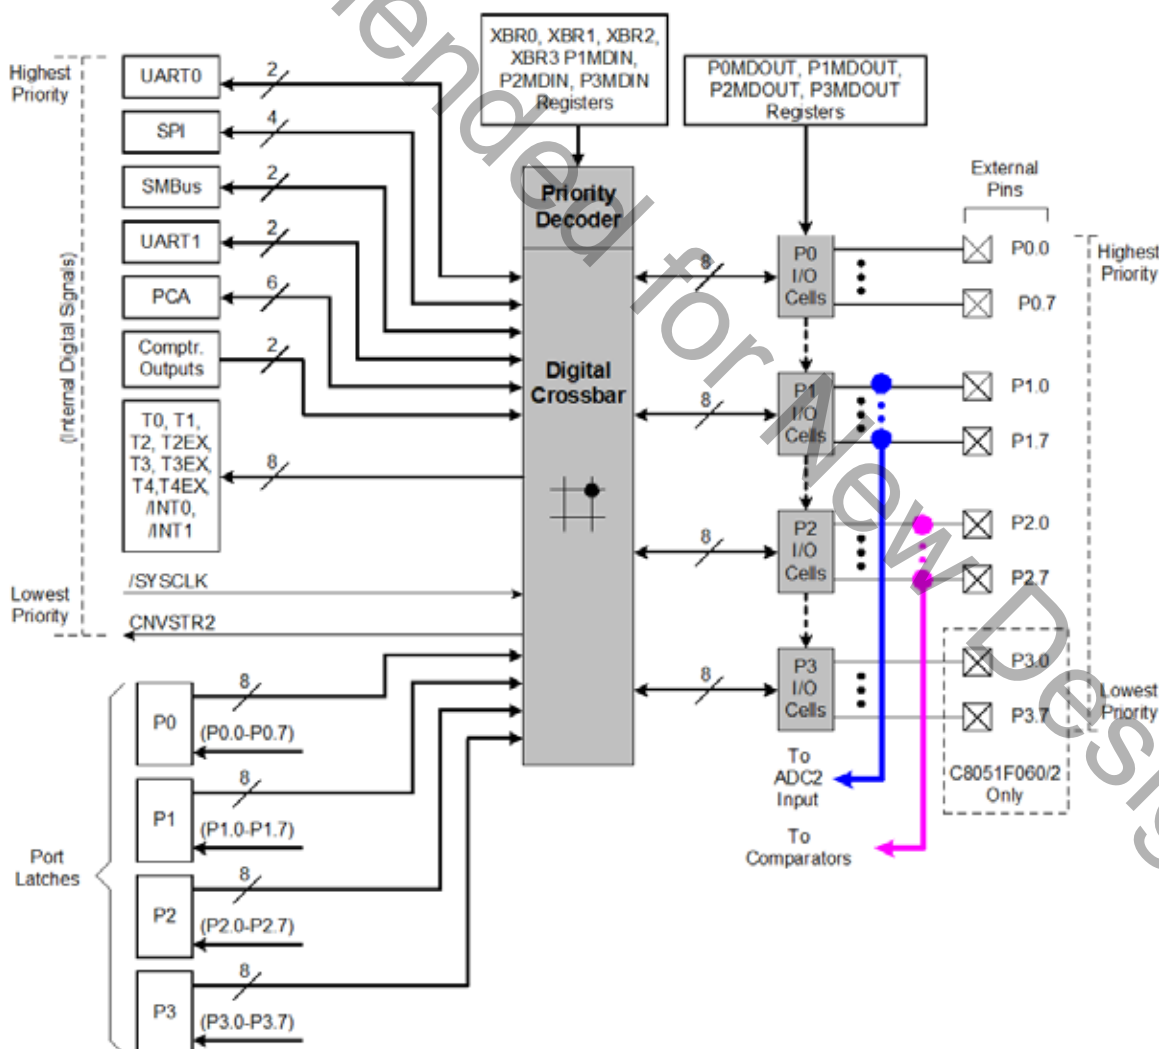 XBR0, XBR1, XBR2,
XBR3 P1MDIN,
P2MDIN, P3MDIN
Registers
P0MDOUT, P1MDOUT,
P2MDOUT, P3MDOUT
Registers
Highest
Priority
UART0
2
SPI
4
SMBus
2
UART1
2
PCA
6
Comptr.
Outputs
2
T0, T1,
T2, T2EX,
T3, T3EX,
T4,T4EX,
/INT0,
/INT1
8
(Internal Digital Signals)
Lowest
Priority
/SYSCLK
CNVSTR2
Priority
Decoder
Digital
Crossbar
External
Pins
8
P0
I/O
Cells
P0.0
P0.7
Highest
Priority
8
P1
I/O
Cells
P1.0
P1.7
8
P2
I/O
Cells
P2.0
P2.7
8
P3
I/O
Cells
P3.0
P3.7
Lowest
Priority
C8051F060/2
Only
To
ADC2
Input
To
Comparators
Port
Latches
P0
8
(P0.0-P0.7)
P1
8
(P1.0-P1.7)
P2
8
(P2.0-P2.7)
P3
8
(P3.0-P3.7)
for New